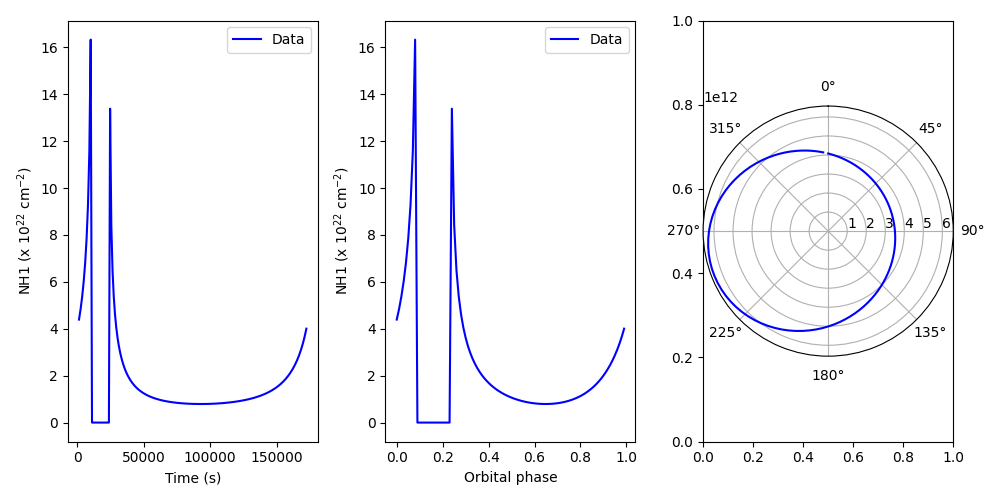 Data
NH1 (x 10^22 cm^−2)
16
14
12
10
8
6
4
2
0
0 50000 100000 150000
Time (s)
Data
NH1 (x 10^22 cm^−2)
16
14
12
10
8
6
4
2
0
0.0 0.2 0.4 0.6 0.8 1.0
Orbital phase
1.0
0.8
0.6
0.4
0.2
0.0
0.0 0.2 0.4 0.6 0.8 1.0
1e12
0°
45°
90°
135°
180°
225°
270°
315°
1 2 3 4 5 6